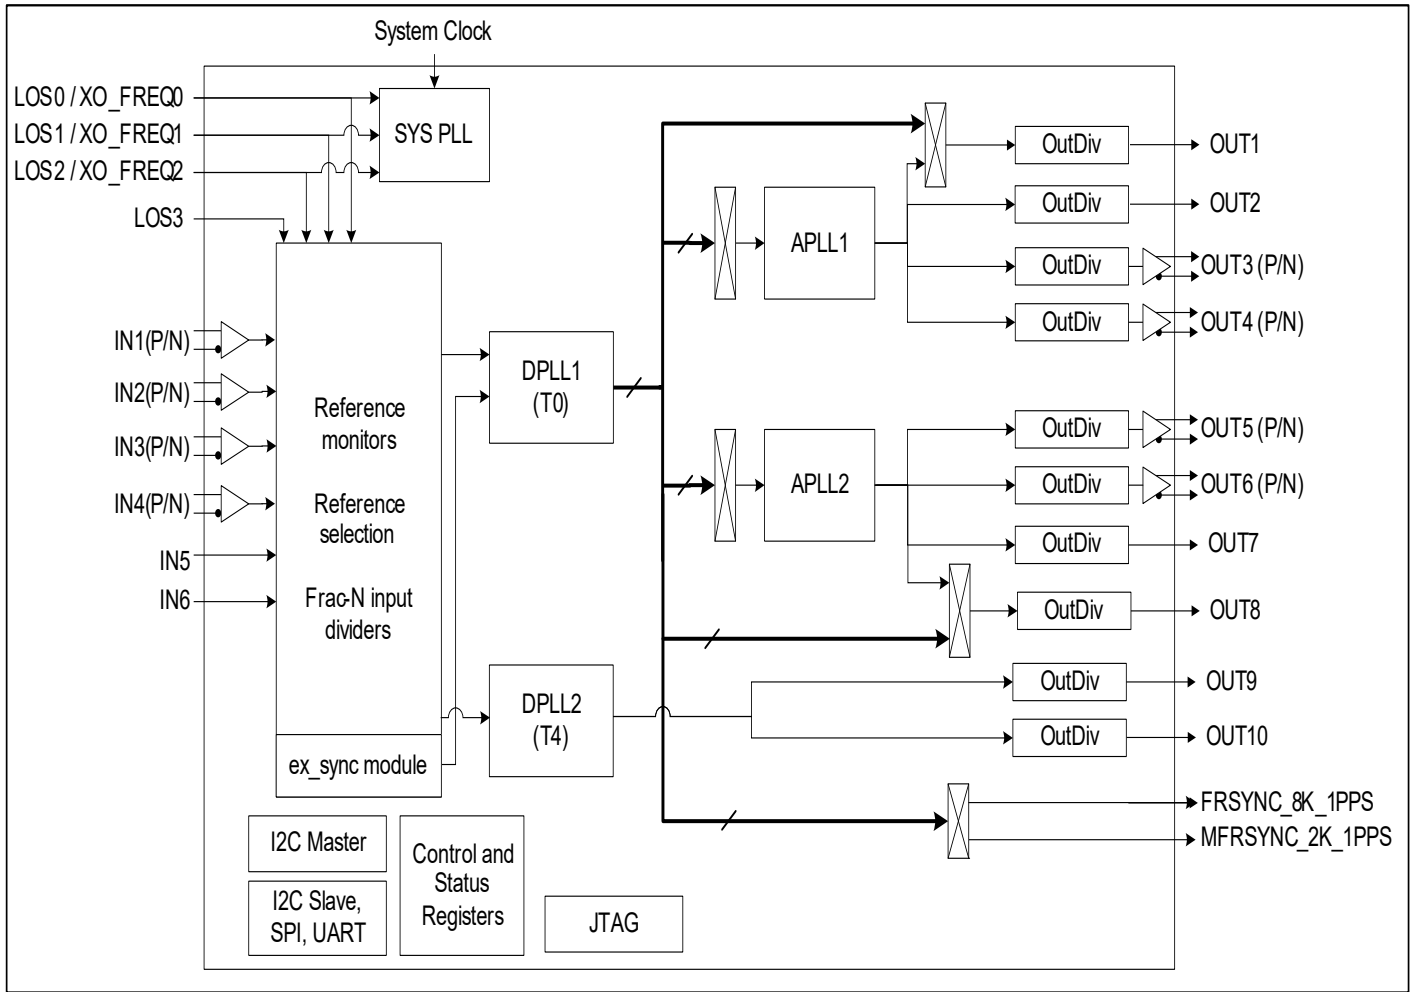 System Clock
LOS0 / XO_FREQ0
LOS1 / XO_FREQ1
LOS2 / XO_FREQ2
LOS3
SYS PLL
IN1(P/N)
IN2(P/N)
IN3(P/N)
IN4(P/N)
IN5
IN6
Reference
monitors
Reference
selection
Frac-N input
dividers
ex_sync module
DPLL1
(T0)
DPLL2
(T4)
APLL1
APLL2
OutDiv
OUT1
OutDiv
OUT2
OutDiv
OUT3 (P/N)
OutDiv
OUT4 (P/N)
OutDiv
OUT5 (P/N)
OutDiv
OUT6 (P/N)
OutDiv
OUT7
OutDiv
OUT8
OutDiv
OUT9
OutDiv
OUT10
FRSYNC_8K_1PPS
MFRSYNC_2K_1PPS
I2C Master
I2C Slave,
SPI, UART
Control and
Status
Registers
JTAG